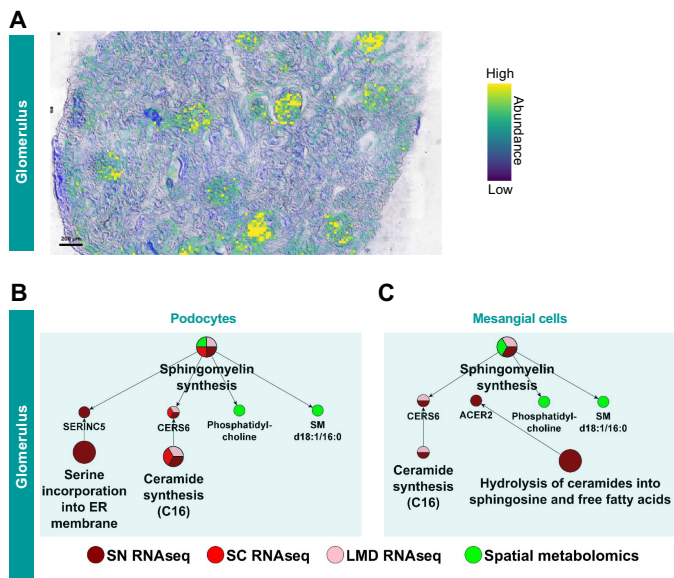 A
Glomerulus
200 µm
High
Abundance
Low
B
C
Glomerulus
Podocytes
Mesangial cells
Sphingomyelin
synthesis
SERINC5
CERS6
Phosphatidyl-
choline
SM
d18:1/16:0
Serine
incorporation
into ER
membrane
Ceramide
synthesis
(C16)
Sphingomyelin
synthesis
CERS6
ACER2
Phosphatidyl-
choline
SM
d18:1/16:0
Ceramide
synthesis
(C16)
Hydrolysis of ceramides into
sphingosine and free fatty acids
SN RNAseq
SC RNAseq
LMD RNAseq
Spatial metabolomics